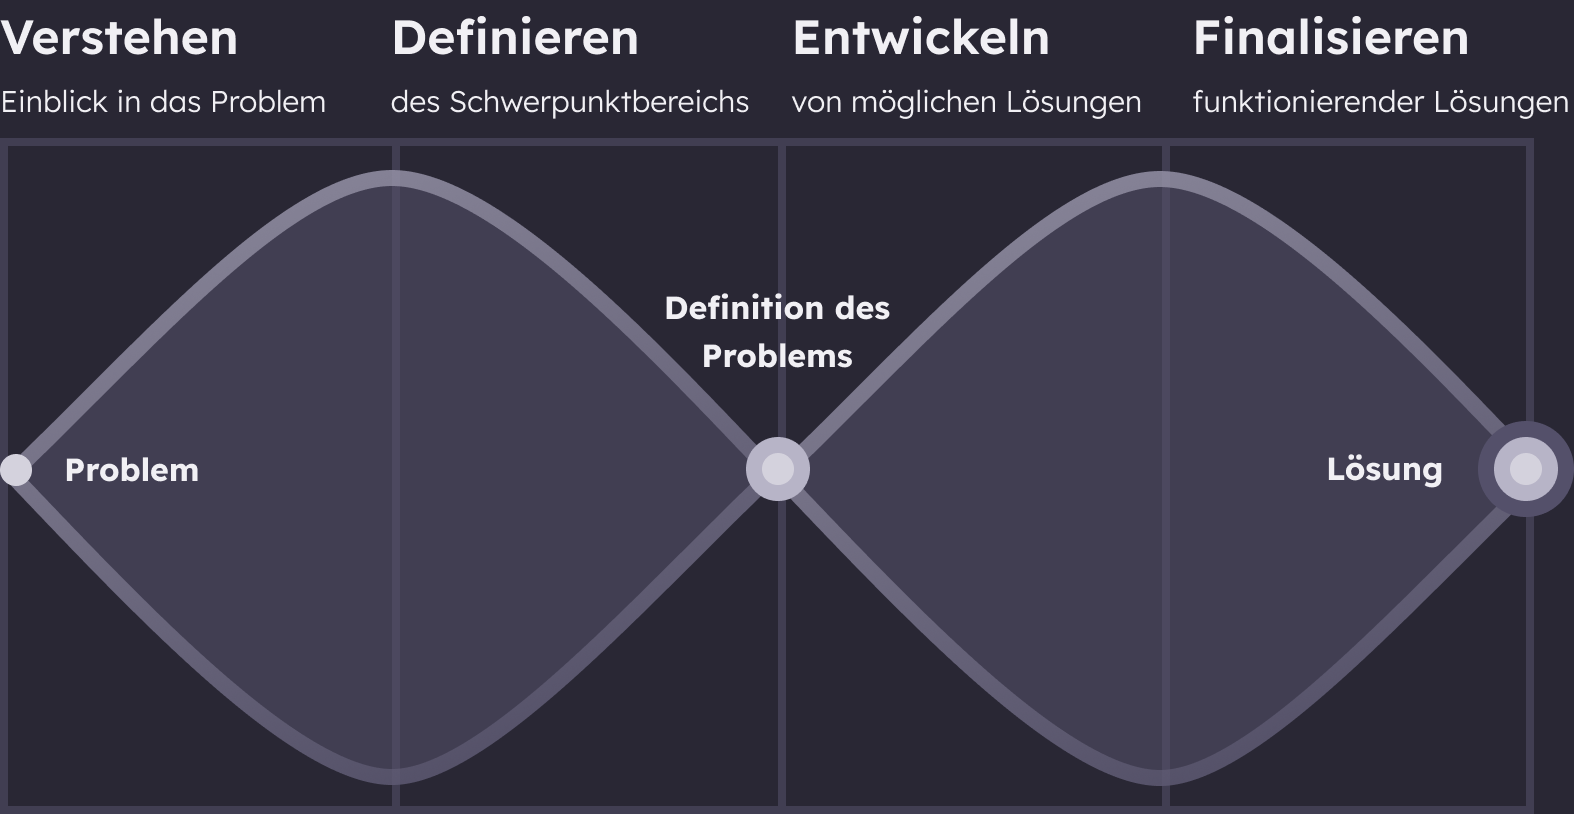 Verstehen
Einblick in das Problem
Definieren
des Schwerpunktbereichs
Entwickeln
von möglichen Lösungen
Finalisieren
funktionierender Lösungen
Definition des
Problems
Problem
Lösung